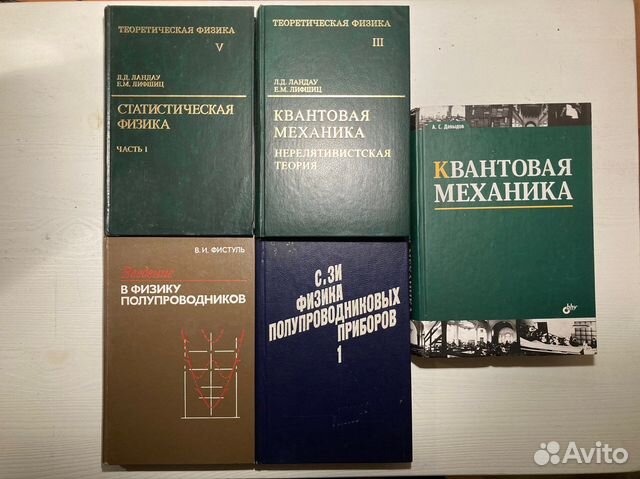 ТЕОРЕТИЧЕСКАЯ ФИЗИКА
V
Л.Д. ЛАНДАУ
Е.М. ЛИФШИЦ
СТАТИСТИЧЕСКАЯ
ФИЗИКА
ЧАСТЬ 1
ТЕОРЕТИЧЕСКАЯ ФИЗИКА
III
Л.Д. ЛАНДАУ
Е.М. ЛИФШИЦ
КВАНТОВАЯ
МЕХАНИКА
НЕРЕЛЯТИВИСТСКАЯ
ТЕОРИЯ
А. С. Давыдов
КВАНТОВАЯ
МЕХАНИКА
bhv
В. И. ФИСТУЛЬ
Введение
В ФИЗИКУ
ПОЛУПРОВОДНИКОВ
С. ЗИ
ФИЗИКА
ПОЛУПРОВОДНИКОВЫХ
ПРИБОРОВ
1
Avito